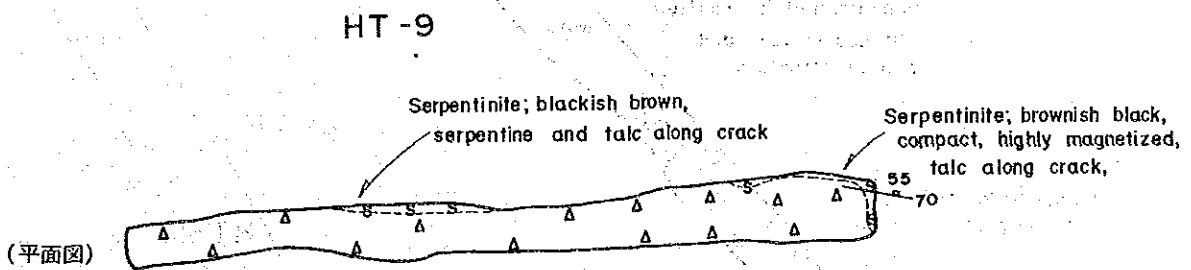 HT-9
Serpentinite; blackish brown,
serpentine and talc along crack
Serpentinite; brownish black,
compact, highly magnetized,
talc along crack,
S S S
S
S
S
55
70
(平面図)